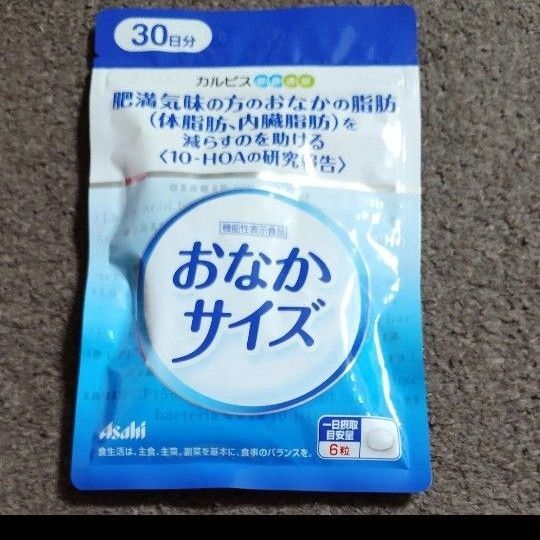 30日分
カルピス健康通販
肥満気味の方のおなかの脂肪
(体脂肪、内臓脂肪)を
減らすのを助ける
〈10-HOAの研究報告〉
機能性表示食品
おなか
サイズ
Asahi
一日摂取
目安量
6粒
食生活は、主食、主菜、副菜を基本に、食事のバランスを。